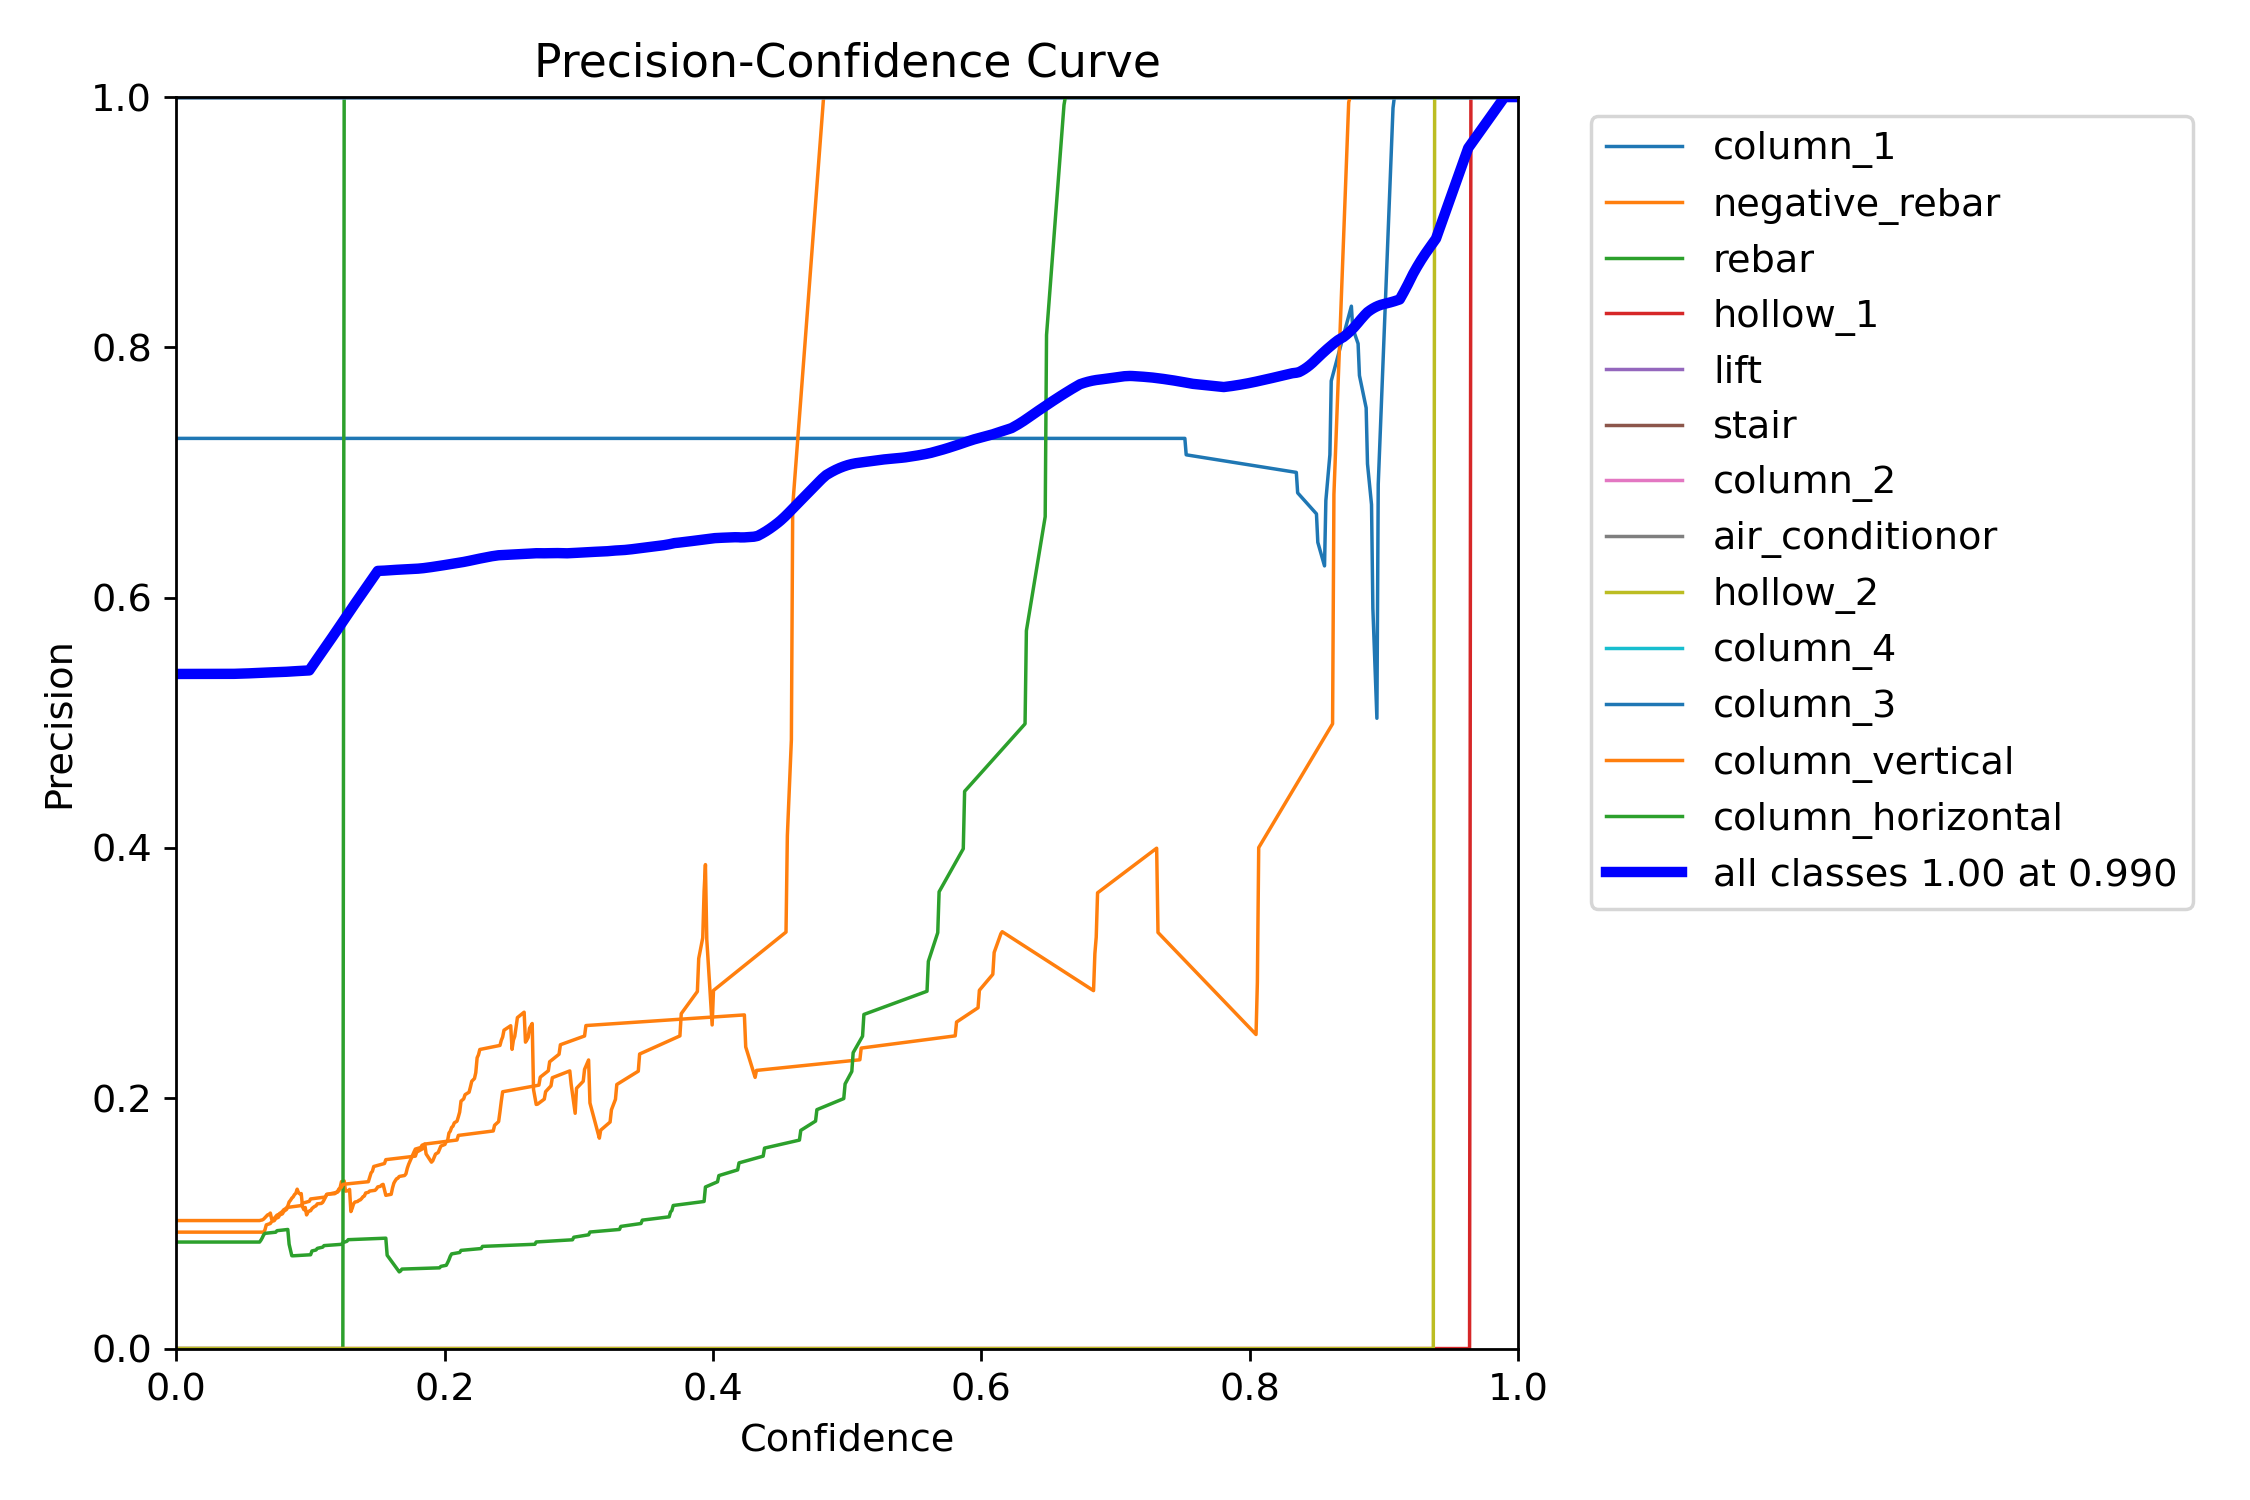 Precision-Confidence Curve
1.0
0.8
0.6
0.4
0.2
0.0
Precision
0.0 0.2 0.4 0.6 0.8 1.0
Confidence
column_1
negative_rebar
rebar
hollow_1
lift
stair
column_2
air_conditionor
hollow_2
column_4
column_3
column_vertical
column_horizontal
all classes 1.00 at 0.990